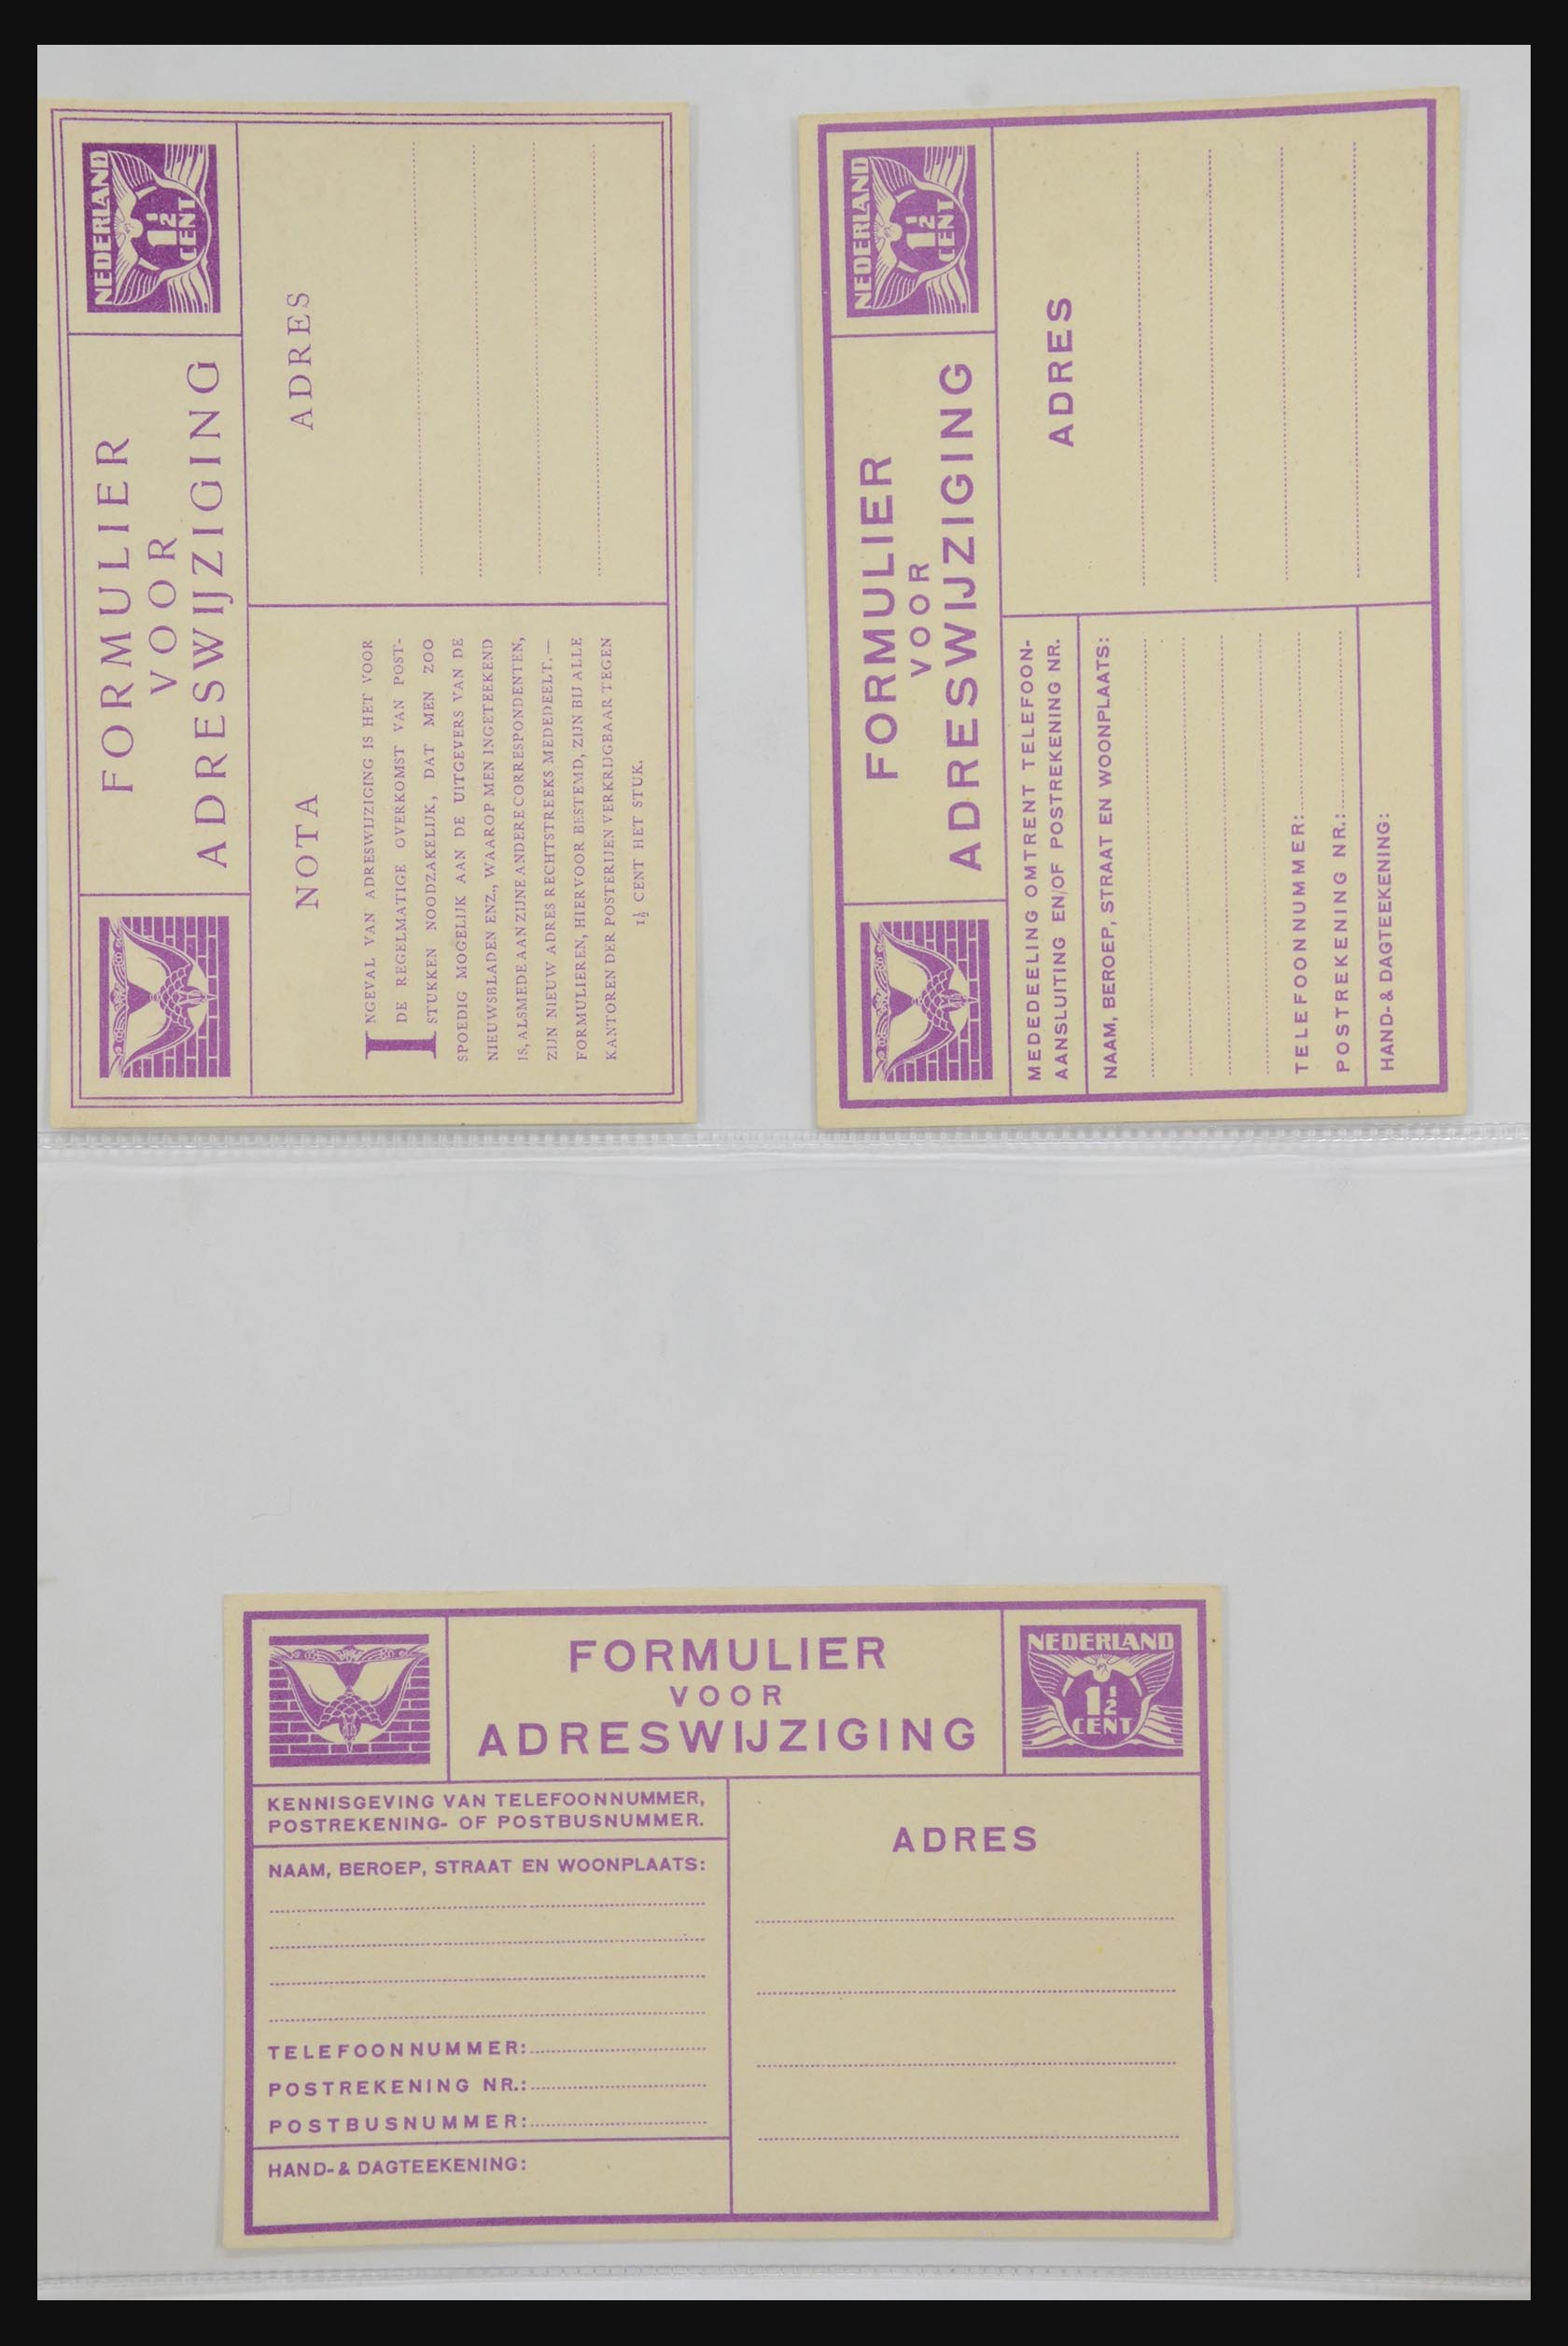 FORMULIER
VOOR
ADRESWIJZIGING
NEDERLAND
1½
CENT
NOTA
INGEVAL VAN ADRESWIJZIGING IS HET VOOR
DE REGELMATIGE OVERKOMST VAN POST-
STUKKEN NOODZAKELIJK, DAT MEN ZOO
SPOEDIG MOGELIJK AAN DE UITGEVERS VAN DE
NIEUWSBLADEN ENZ., WAAROP MEN INGETEEKEND
IS, ALSMEDE AAN ZIJNE ANDERE CORRESPONDENTEN,
ZIJN NIEUW ADRES RECHTSTREEKS MEDEDEELT.—
FORMULIEREN, HIERVOOR BESTEMD, ZIJN BIJ ALLE
KANTOREN DER POSTERIJEN VERKRIJGBAAR TEGEN
1½ CENT HET STUK.
ADRES
FORMULIER
VOOR
ADRESWIJZIGING
NEDERLAND
1½
CENT
MEDEDEELING OMTRENT TELEFOON-
AANSLUITING EN/OF POSTREKENING NR.
NAAM, BEROEP, STRAAT EN WOONPLAATS:
TELEFOONNUMMER:
POSTREKENING NR.:
HAND- & DAGTEEKENING:
ADRES
FORMULIER
VOOR
ADRESWIJZIGING
NEDERLAND
1½
CENT
KENNISGEVING VAN TELEFOONNUMMER,
POSTREKENING- OF POSTBUSNUMMER.
NAAM, BEROEP, STRAAT EN WOONPLAATS:
TELEFOONNUMMER:
POSTREKENING NR.:
POSTBUSNUMMER:
HAND- & DAGTEEKENING:
ADRES